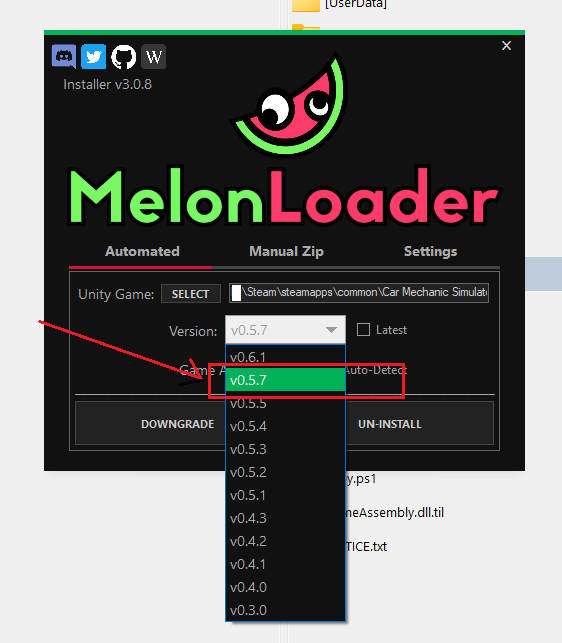 [UserData]
W
X
Installer v3.0.8
MelonLoader
Automated Manual Zip Settings
Unity Game: SELECT \Steam\steamapps\common\Car Mechanic Simulato
Version: v0.5.7 Latest
v0.6.1
Game A Auto-Detect
v0.5.7
v0.5.5
DOWNGRADE v0.5.4 UN-INSTALL
v0.5.3
v0.5.2
y.ps1
v0.5.1
meAssembly.dll.til
v0.4.3
v0.4.2 TICE.txt
v0.4.1
v0.4.0
v0.3.0